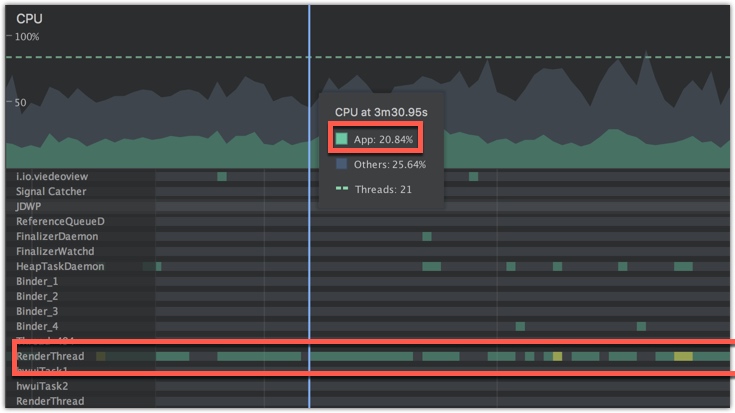 CPU
100%
50
CPU at 3m30.95s
App: 20.84%
Others: 25.64%
Threads: 21
i.io.viedeoview
Signal Catcher
JDWP
ReferenceQueueD
FinalizerDaemon
FinalizerWatchd
HeapTaskDaemon
Binder_1
Binder_2
Binder_3
Binder_4
RenderThread
hwuiTask1
hwuiTask2
RenderThread